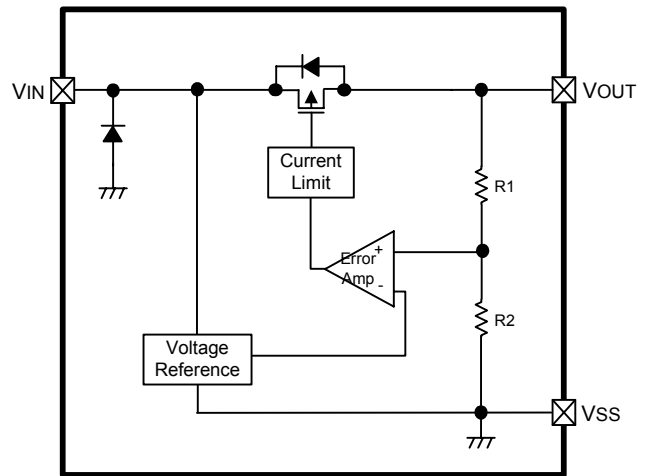 VIN
VOUT
Current
Limit
R1
Error
Amp
+
-
R2
Voltage
Reference
VSS